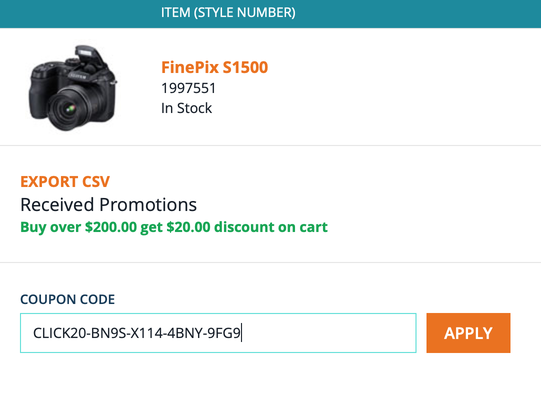 ITEM (STYLE NUMBER)
FinePix S1500
1997551
In Stock
EXPORT CSV
Received Promotions
Buy over $200.00 get $20.00 discount on cart
COUPON CODE
CLICK20-BN9S-X114-4BNY-9FG9
APPLY